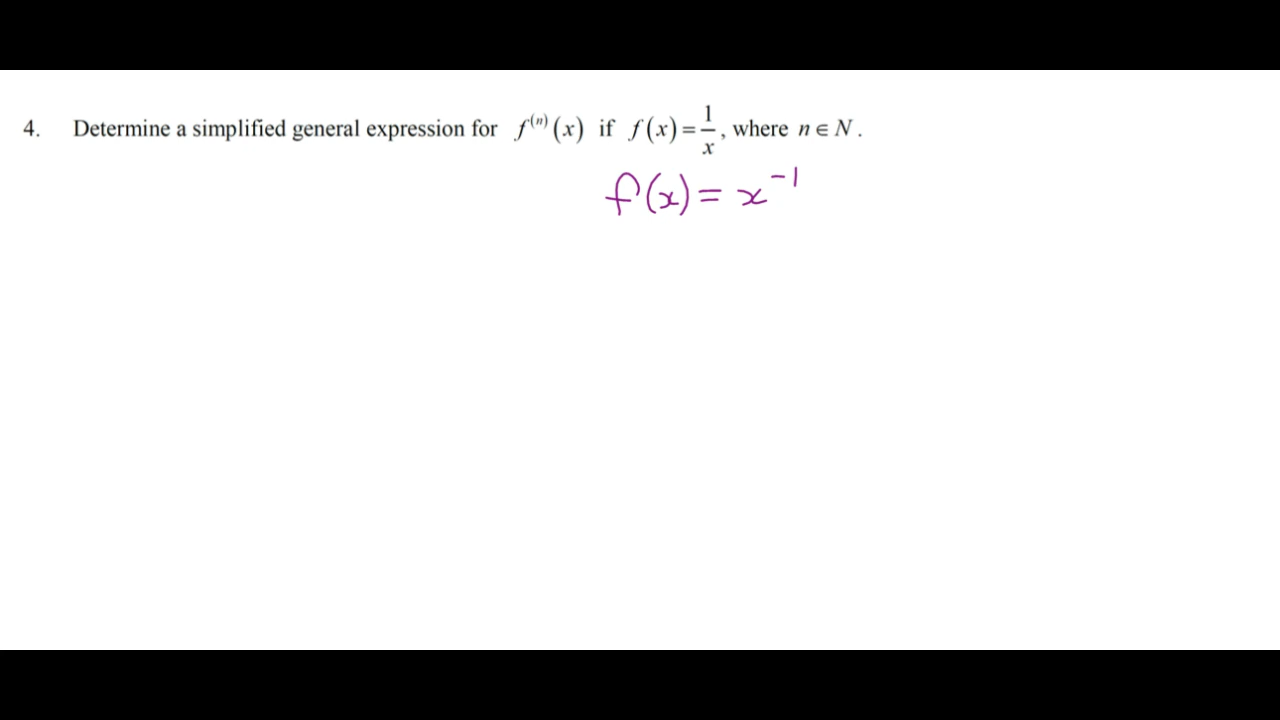 4. Determine a simplified general expression for f⁽ⁿ⁾(x) if f(x) = 1/x, where n ∈ N.
f(x) = x⁻¹